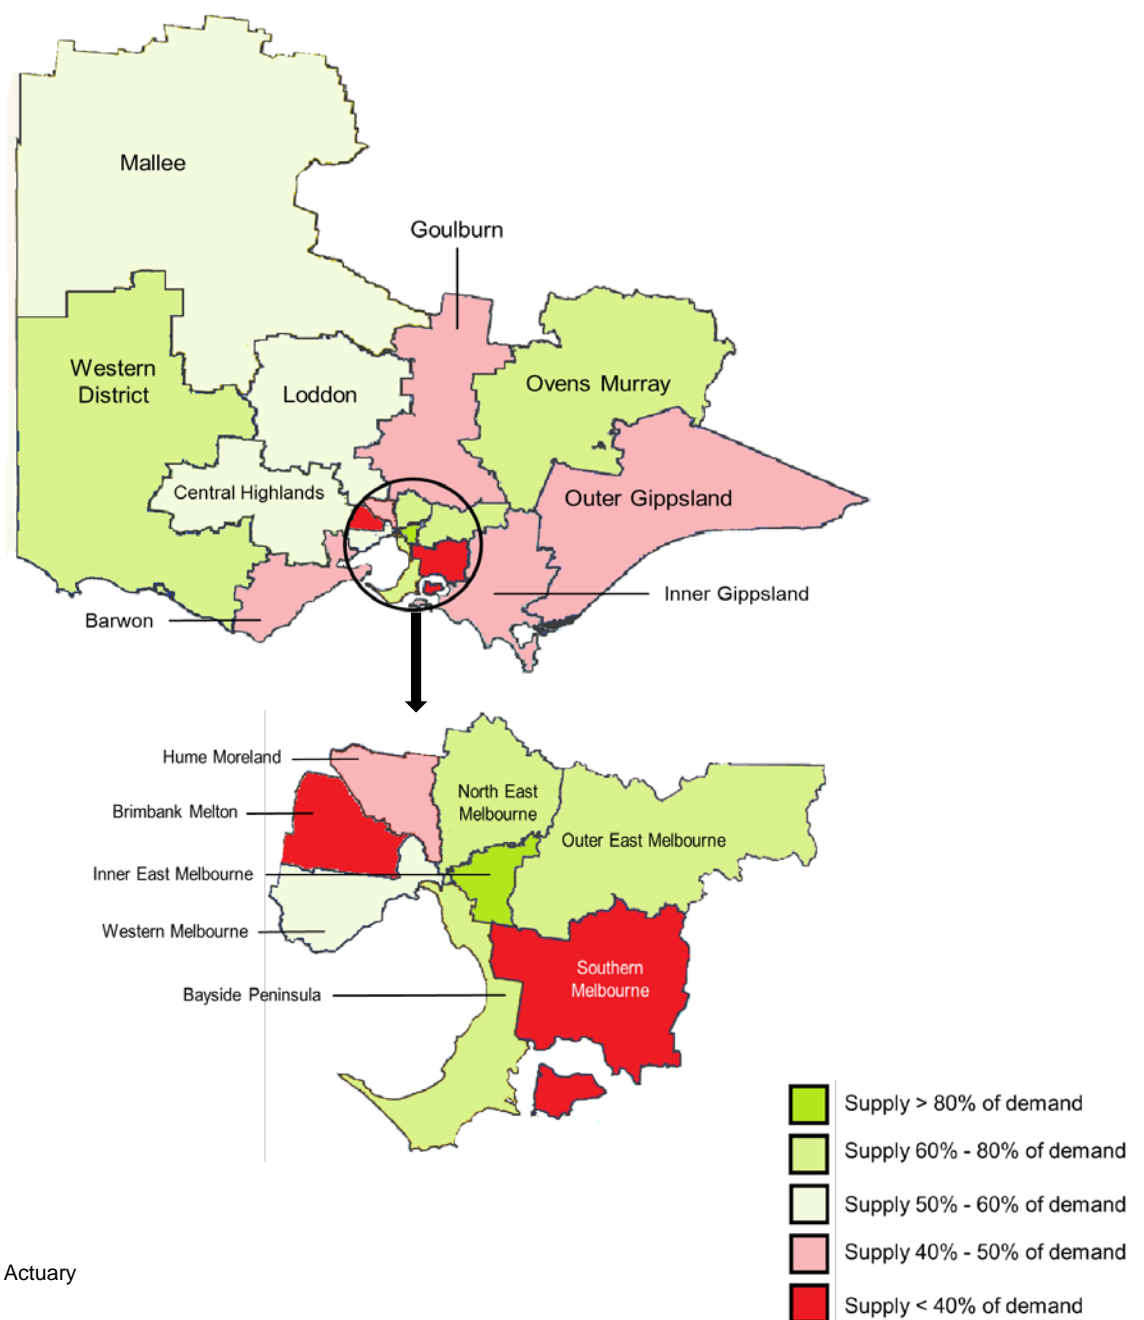 Mallee
Goulburn
Western
District
Loddon
Ovens Murray
Central Highlands
Outer Gippsland
Inner Gippsland
Barwon
Hume Moreland
North East
Melbourne
Brimbank Melton
Outer East Melbourne
Inner East Melbourne
Western Melbourne
Southern
Melbourne
Bayside Peninsula
Supply > 80% of demand
Supply 60% - 80% of demand
Supply 50% - 60% of demand
Supply 40% - 50% of demand
Actuary
Supply < 40% of demand